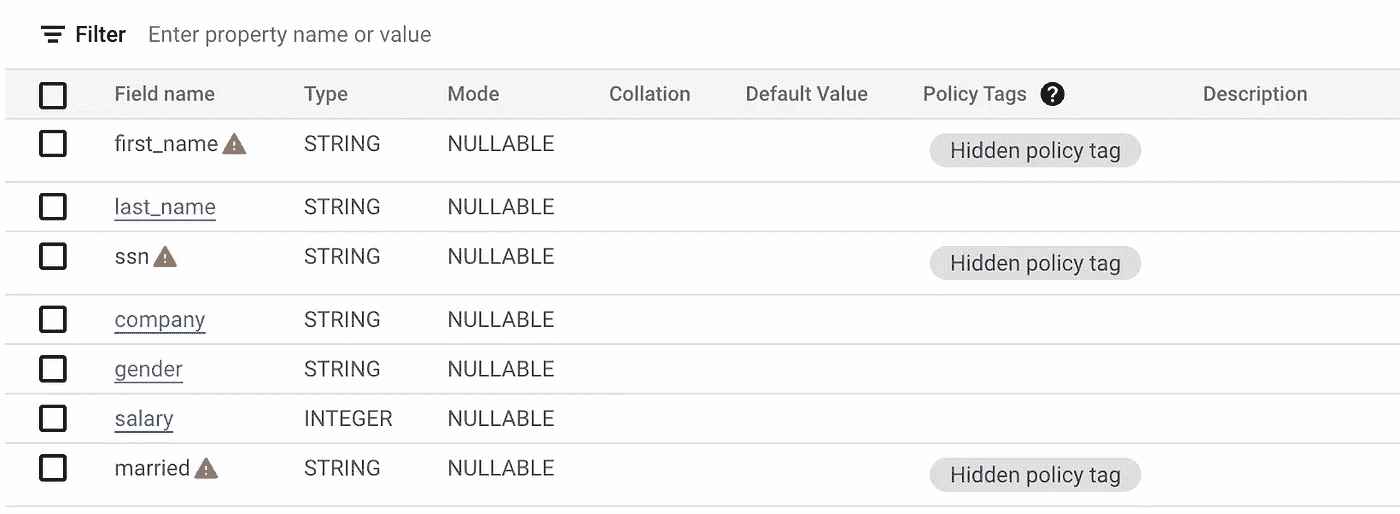 Filter Enter property name or value
Field name Type Mode Collation Default Value Policy Tags ? Description
first_name STRING NULLABLE Hidden policy tag
last_name STRING NULLABLE
ssn STRING NULLABLE Hidden policy tag
company STRING NULLABLE
gender STRING NULLABLE
salary INTEGER NULLABLE
married STRING NULLABLE Hidden policy tag